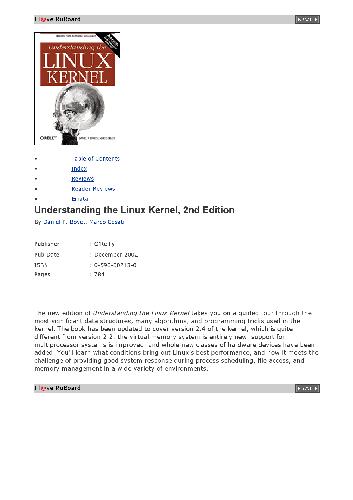 I l@ve RuBoard
Understanding the
LINUX
KERNEL
O'REILLY
• Table of Contents
• Index
• Reviews
• Reader Reviews
• Errata
Understanding the Linux Kernel, 2nd Edition
By Daniel P. Bovet, Marco Cesati
Publisher : O'Reilly
Pub Date : December 2002
ISBN : 0-596-00213-0
Pages : 784
The new edition of Understanding the Linux Kernel takes you on a guided tour through the
most significant data structures, many algorithms, and programming tricks used in the
kernel. The book has been updated to cover version 2.4 of the kernel, which is quite
different from version 2.2: the virtual memory system is entirely new, support for
multiprocessor systems is improved, and whole new classes of hardware devices have been
added. You'll learn what conditions bring out Linux's best performance, and how it meets the
challenge of providing good system response during process scheduling, file access, and
memory management in a wide variety of environments.
I l@ve RuBoard